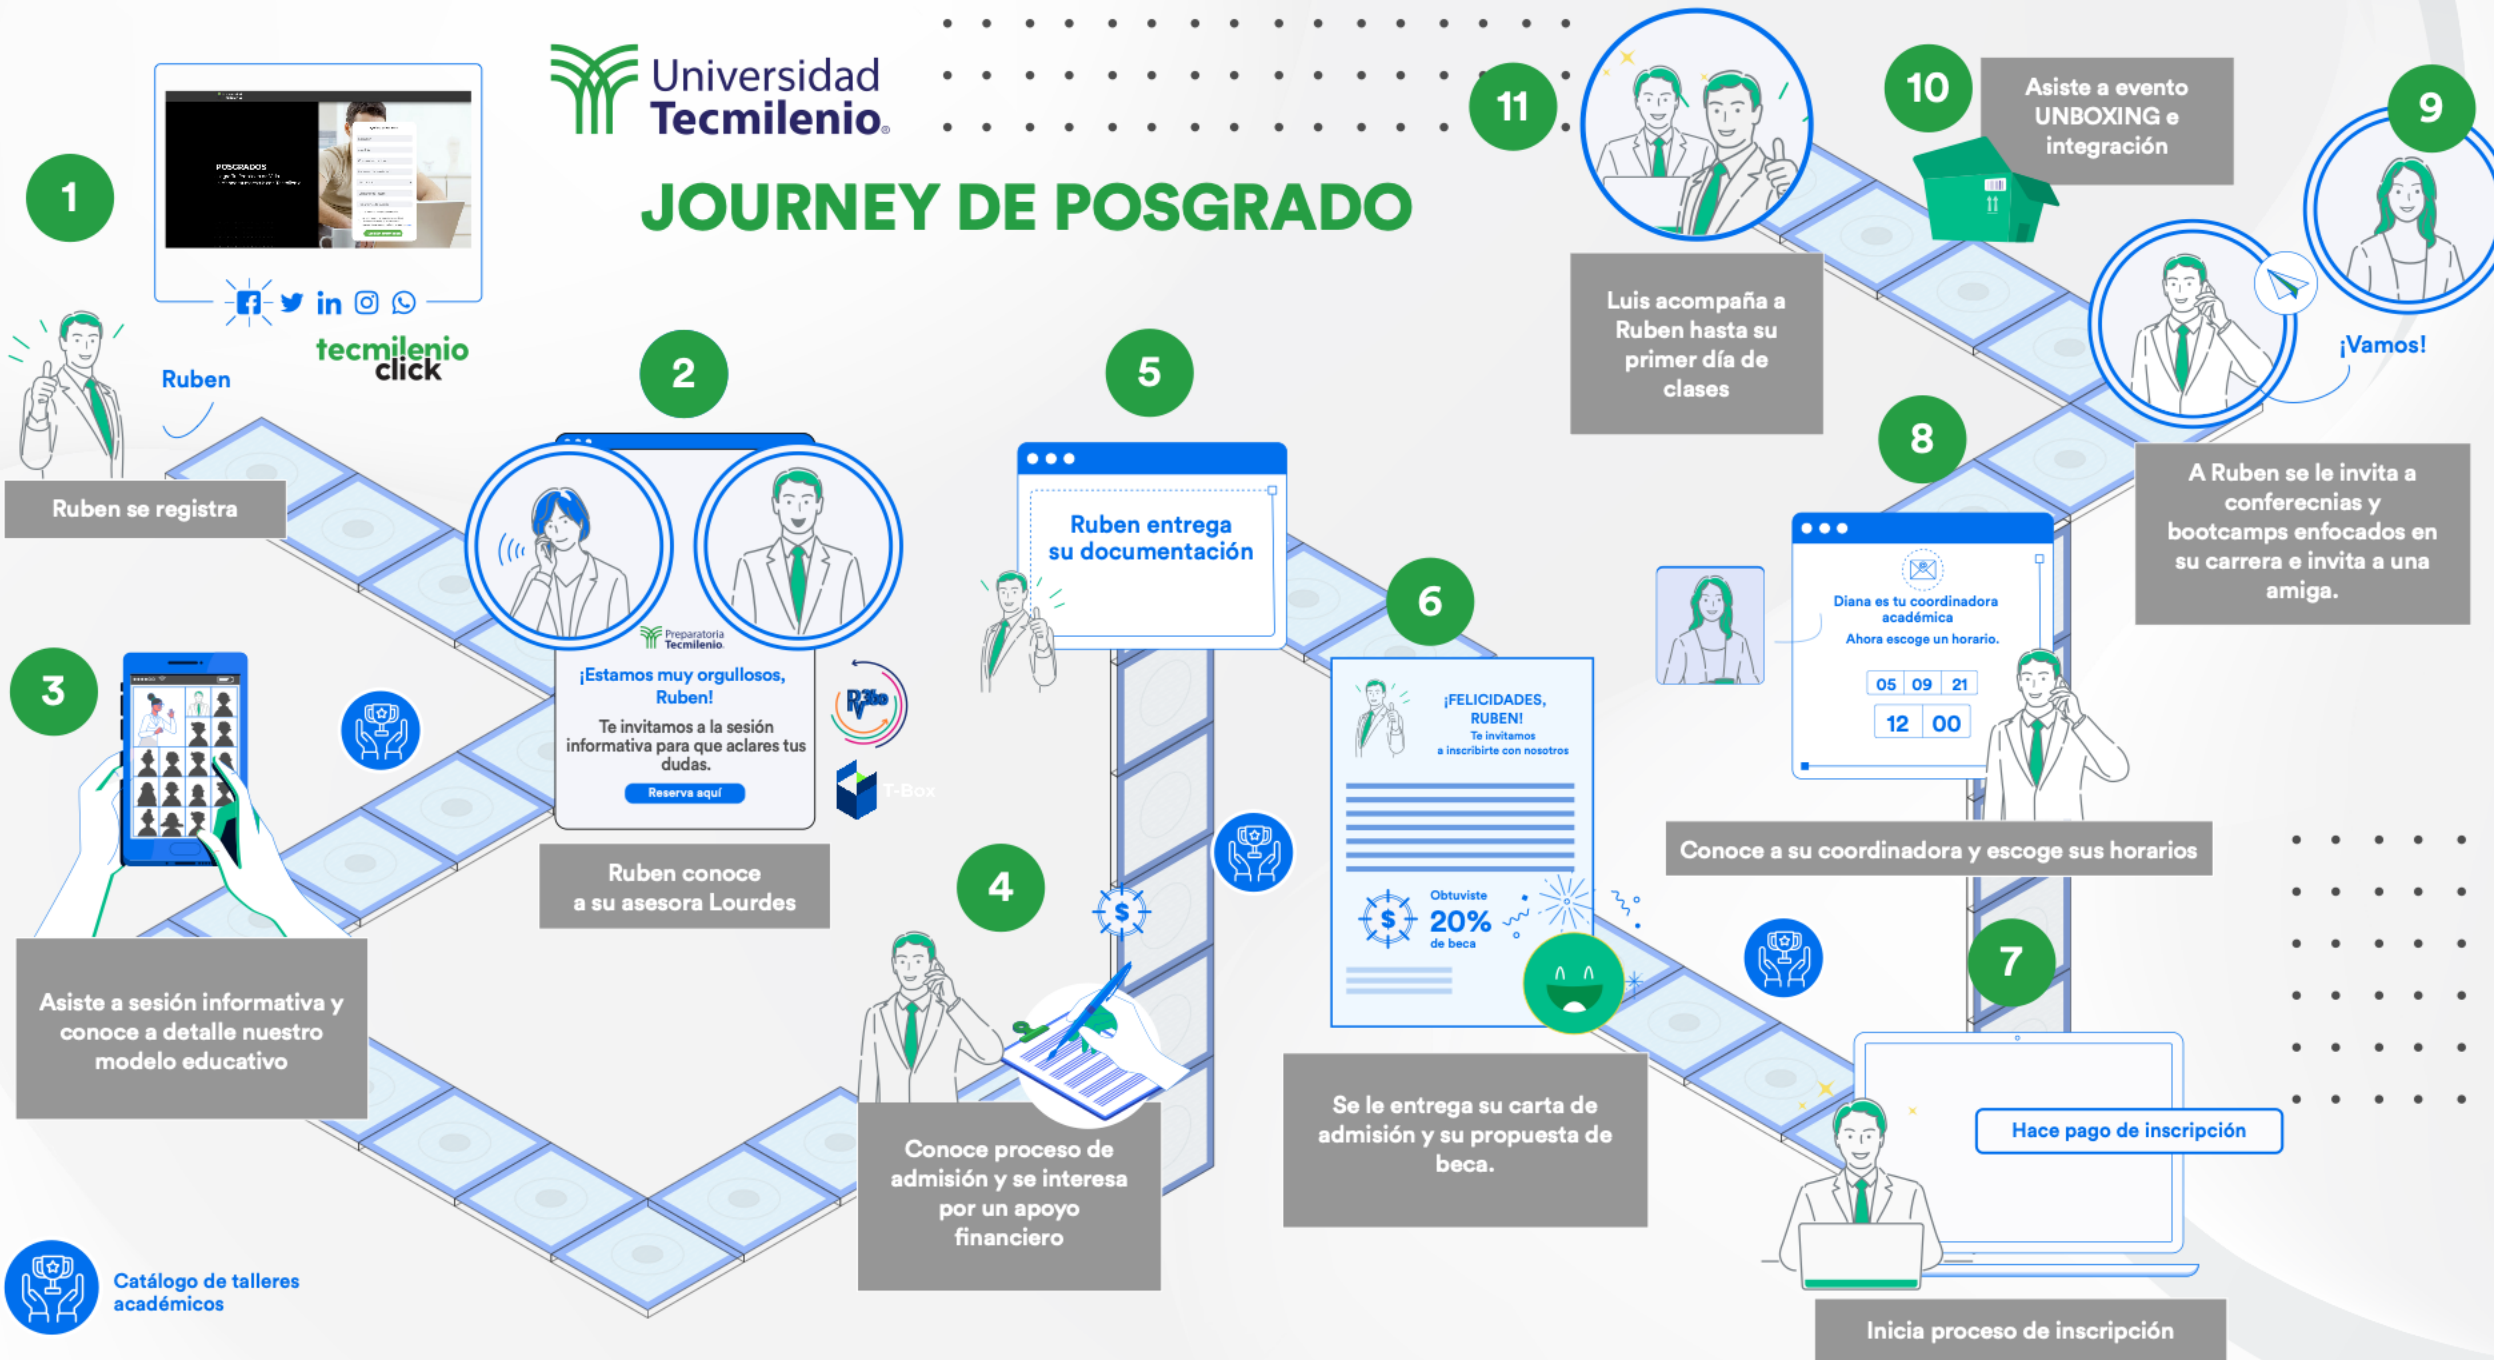 Universidad
Tecmilenio
JOURNEY DE POSGRADO
1
POSGRADOS
tecmilenio
click
Ruben
Ruben se registra
2
Preparatoria
Tecmilenio
¡Estamos muy orgullosos,
Ruben!
Te invitamos a la sesión
informativa para que aclares tus
dudas.
Reserva aquí
T-Box
Ruben conoce
a su asesora Lourdes
3
Asiste a sesión informativa y
conoce a detalle nuestro
modelo educativo
4
$
Conoce proceso de
admisión y se interesa
por un apoyo
financiero
5
Ruben entrega
su documentación
6
¡FELICIDADES,
RUBEN!
Te invitamos
a inscribirte con nosotros
$
Obtuviste
20%
de beca
Se le entrega su carta de
admisión y su propuesta de
beca.
7
Hace pago de inscripción
Inicia proceso de inscripción
8
Diana es tu coordinadora
académica
Ahora escoge un horario.
05 09 21
12 00
Conoce a su coordinadora y escoge sus horarios
9
¡Vamos!
A Ruben se le invita a
conferecnias y
bootcamps enfocados en
su carrera e invita a una
amiga.
10
Asiste a evento
UNBOXING e
integración
11
Luis acompaña a
Ruben hasta su
primer día de
clases
Catálogo de talleres
académicos